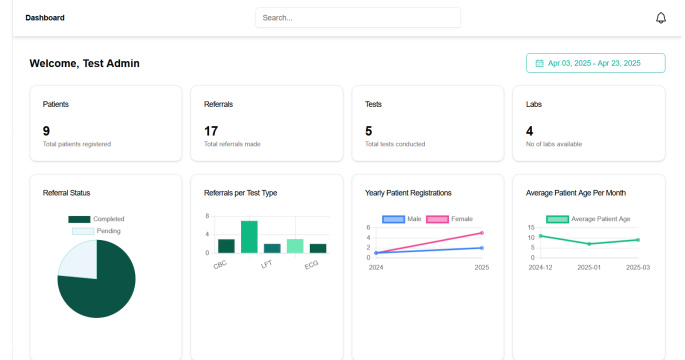 Dashboard
Search...
Welcome, Test Admin
Apr 03, 2025 - Apr 23, 2025
Patients
9
Total patients registered
Referrals
17
Total referrals made
Tests
5
Total tests conducted
Labs
4
No of labs available
Referral Status
Completed
Pending
Referrals per Test Type
8
4
0
CBC
LFT
ECG
Yearly Patient Registrations
Male
Female
6
4
2
0
2024
2025
Average Patient Age Per Month
Average Patient Age
15
10
5
0
2024-12
2025-01
2025-03